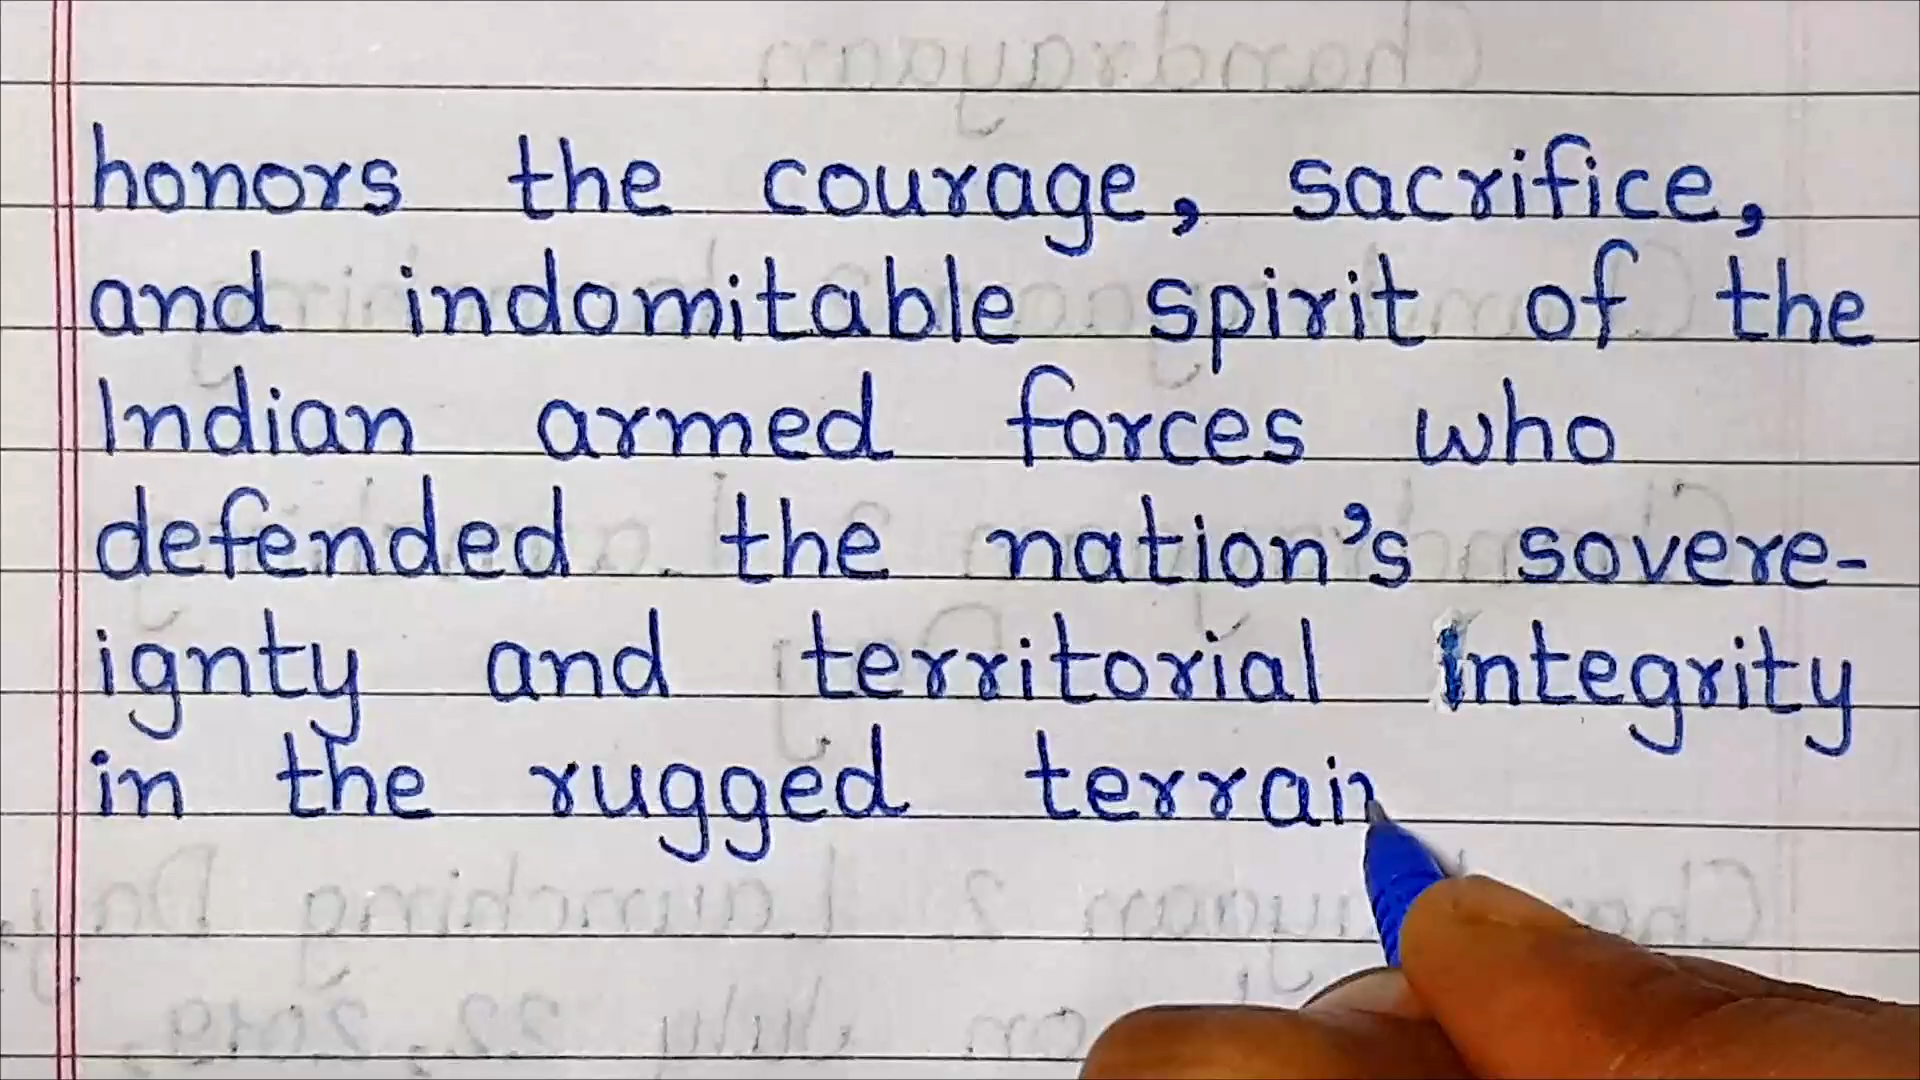 honors the courage, sacrifice,
and indomitable spirit of the
Indian armed forces who
defended the nation's sovere-
ignty and territorial integrity
in the rugged terrain